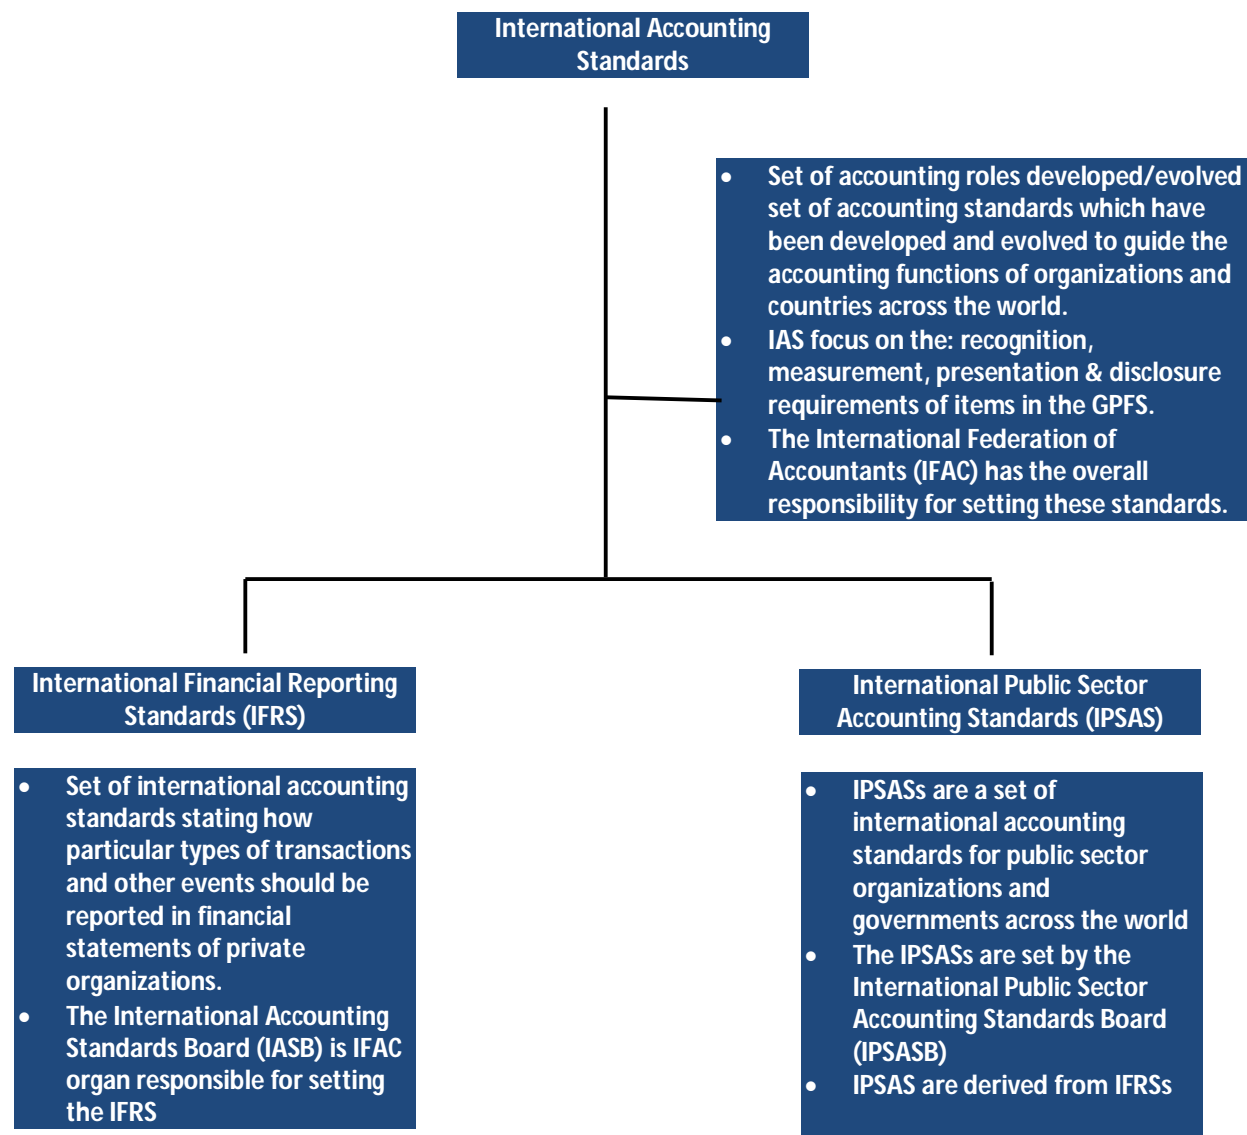 International Accounting
Standards
• Set of accounting roles developed/evolved
set of accounting standards which have
been developed and evolved to guide the
accounting functions of organizations and
countries across the world.
• IAS focus on the: recognition,
measurement, presentation & disclosure
requirements of items in the GPFS.
• The International Federation of
Accountants (IFAC) has the overall
responsibility for setting these standards.
International Financial Reporting
Standards (IFRS)
• Set of international accounting
standards stating how
particular types of transactions
and other events should be
reported in financial
statements of private
organizations.
• The International Accounting
Standards Board (IASB) is IFAC
organ responsible for setting
the IFRS
International Public Sector
Accounting Standards (IPSAS)
• IPSASs are a set of
international accounting
standards for public sector
organizations and
governments across the world
• The IPSASs are set by the
International Public Sector
Accounting Standards Board
(IPSASB)
• IPSAS are derived from IFRSs